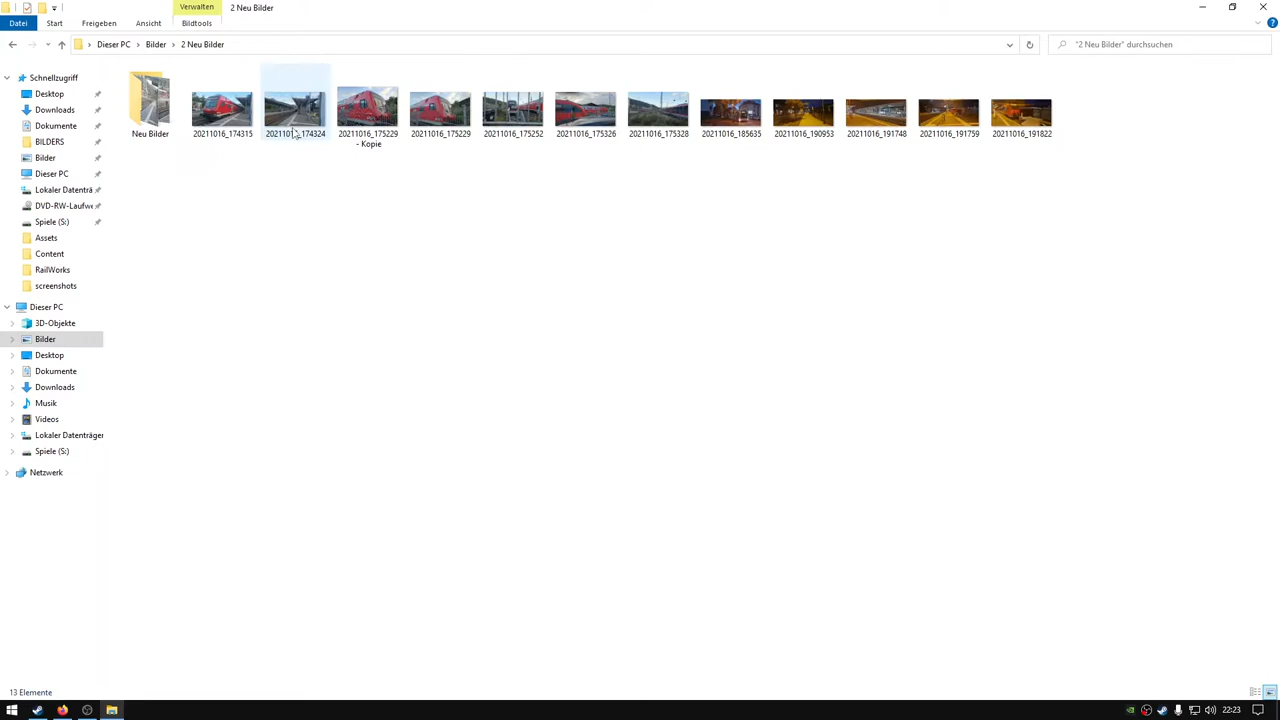 Verwalten
2 Neu Bilder
Datei
Start
Freigeben
Ansicht
Bildtools
Dieser PC
Bilder
2 Neu Bilder
"2 Neu Bilder" durchsuchen
Schnellzugriff
Desktop
Downloads
Dokumente
BILDERS
Bilder
Dieser PC
Lokaler Datenträ
DVD-RW-Laufwe
Spiele (S:)
Assets
Content
RailWorks
screenshots
Dieser PC
3D-Objekte
Bilder
Desktop
Dokumente
Downloads
Musik
Videos
Lokaler Datenträger
Spiele (S:)
Netzwerk
Neu Bilder
20211016_174315
20211016_174324
20211016_175229
- Kopie
20211016_175229
20211016_175252
20211016_175326
20211016_175328
20211016_185635
20211016_190953
20211016_191748
20211016_191759
20211016_191822
13 Elemente
22:23